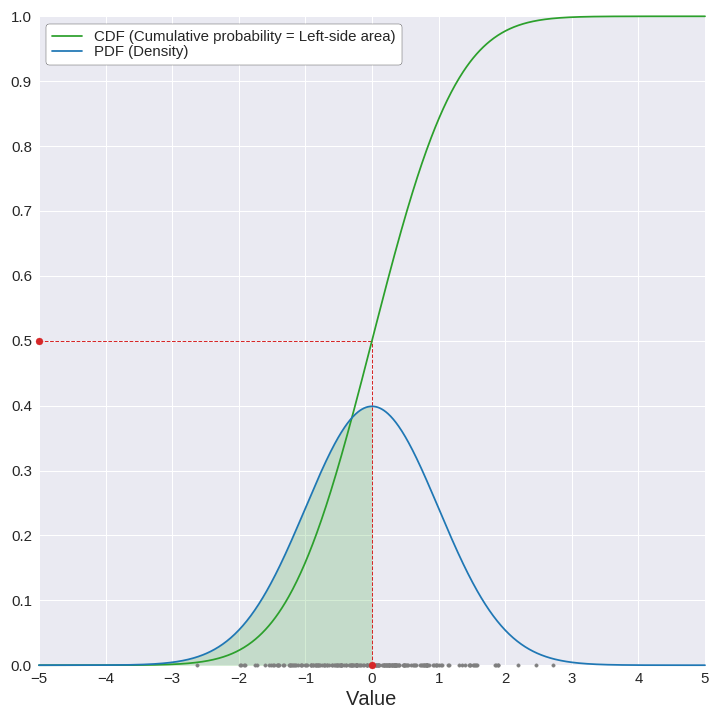 CDF (Cumulative probability = Left-side area)
PDF (Density)
1.0
0.9
0.8
0.7
0.6
0.5
0.4
0.3
0.2
0.1
0.0
−5 −4 −3 −2 −1 0 1 2 3 4 5
Value